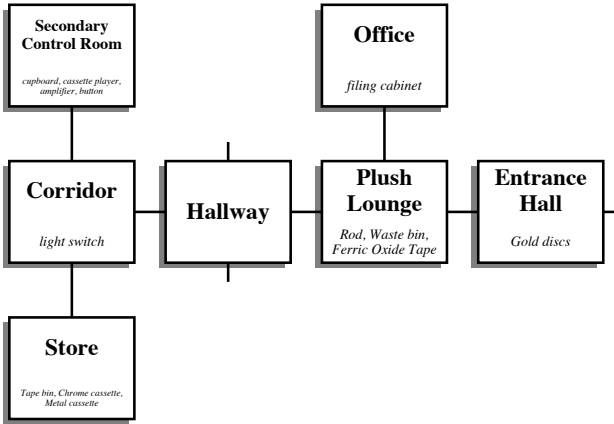 Secondary
Control Room
cupboard, cassette player,
amplifier, button
Office
filing cabinet
Corridor
light switch
Hallway
Plush
Lounge
Rod, Waste bin,
Ferric Oxide Tape
Entrance
Hall
Gold discs
Store
Tape bin, Chrome cassette,
Metal cassette